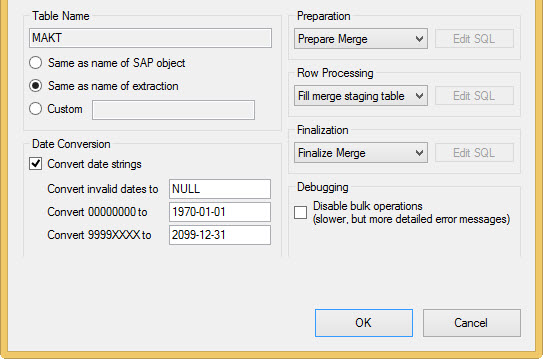 Table Name
MAKT
Same as name of SAP object
Same as name of extraction
Custom
Date Conversion
Convert date strings
Convert invalid dates to NULL
Convert 00000000 to 1970-01-01
Convert 9999XXXX to 2099-12-31
Preparation
Prepare Merge Edit SQL
Row Processing
Fill merge staging table Edit SQL
Finalization
Finalize Merge Edit SQL
Debugging
Disable bulk operations
(slower, but more detailed error messages)
OK Cancel